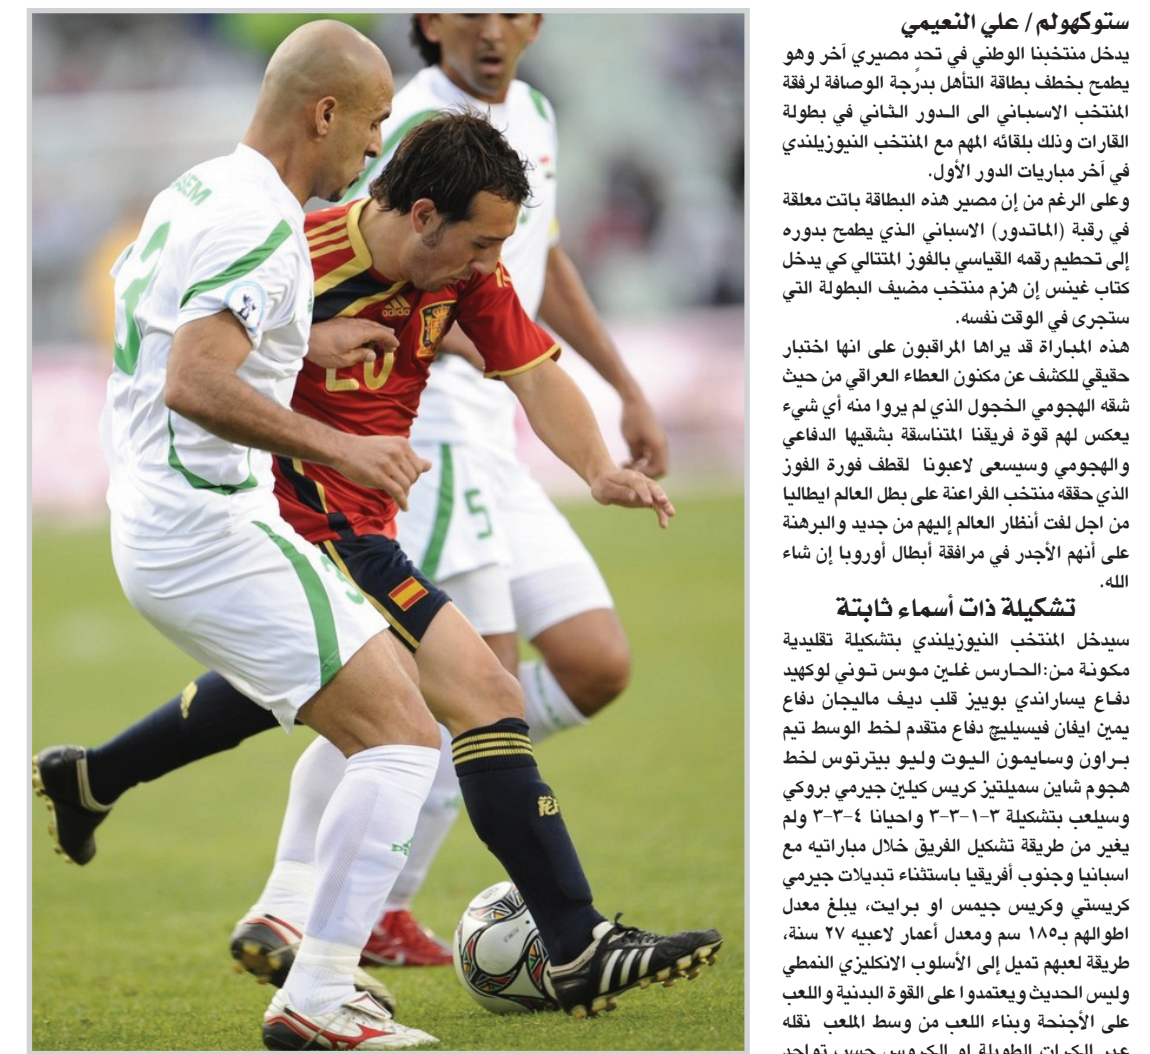 ستوكهولم/ علي النعيمي
يدخل منتخبنا الوطني في تحدٍ مصيري آخر وهو
يطمح بخطف بطاقة التأهل بدرجة الوصافة لرفقة
المنتخب الاسباني الى الدور الثاني في بطولة
القارات وذلك بلقائه المهم مع المنتخب النيوزيلندي
في آخر مباريات الدور الأول.
وعلى الرغم من إن مصير هذه البطاقة باتت معلقة
في رقبة (الماتدور) الاسباني الذي يطمح بدوره
إلى تحطيم رقمه القياسي بالفوز المتتالي كي يدخل
كتاب غينس إن هزم منتخب مضيف البطولة التي
ستجرى في الوقت نفسه.
هذه المباراة قد يراها المراقبون على انها اختبار
حقيقي للكشف عن مكنون العطاء العراقي من حيث
شقه الهجومي الخجول الذي لم يروا منه أي شيء
يعكس لهم قوة فريقنا المتناسقة بشقيها الدفاعي
والهجومي وسيسعى لاعبونا لقطف فورة الفوز
الذي حققه منتخب الفراعنة على بطل العالم ايطاليا
من اجل لفت أنظار العالم إليهم من جديد والبرهنة
على أنهم الأجدر في مرافقة أبطال أوروبا إن شاء
الله.
تشكيلة ذات أسماء ثابتة
سيدخل المنتخب النيوزيلندي بتشكيلة تقليدية
مكونة من:الحارس غلين موس توني لوكهيد
دفاع يساراندي بوييز قلب ديف ماليجان دفاع
يمين ايفان فيسيليج دفاع متقدم لخط الوسط تيم
براون وسايمون اليوت وليو بيترتوس لخط
هجوم شاين سميلتيز كريس كيلين جيرمي بروكي
وسيلعب بتشكيلة ٣-١-٣-٣ واحيانا ٤-٣-٣ ولم
يغير من طريقة تشكيل الفريق خلال مباراتيه مع
اسبانيا وجنوب أفريقيا باستثناء تبديلات جيرمي
كريستي وكريس جيمس او برايت، يبلغ معدل
اطوالهم بـ١٨٥ سم ومعدل أعمار لاعبيه ٢٧ سنة،
طريقة لعبهم تميل إلى الأسلوب الانكليزي النمطي
وليس الحديث ويعتمدوا على القوة البدنية واللعب
على الأجنحة وبناء اللعب من وسط الملعب نقله
عبر الكرات الطويلة او الكروس حسب تواجد
adidas
20
5
3